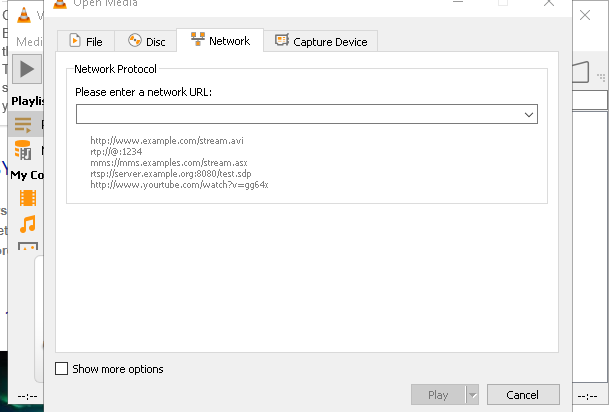 Open Media
Medi
File
Disc
Network
Capture Device
Network Protocol
Please enter a network URL:
http://www.example.com/stream.avi
rtp://@:1234
mms://mms.examples.com/stream.asx
rtsp://server.example.org:8080/test.sdp
http://www.yourtube.com/watch?v=gg64x
Playlis
My Co
Show more options
Play
Cancel
--:--
--:--